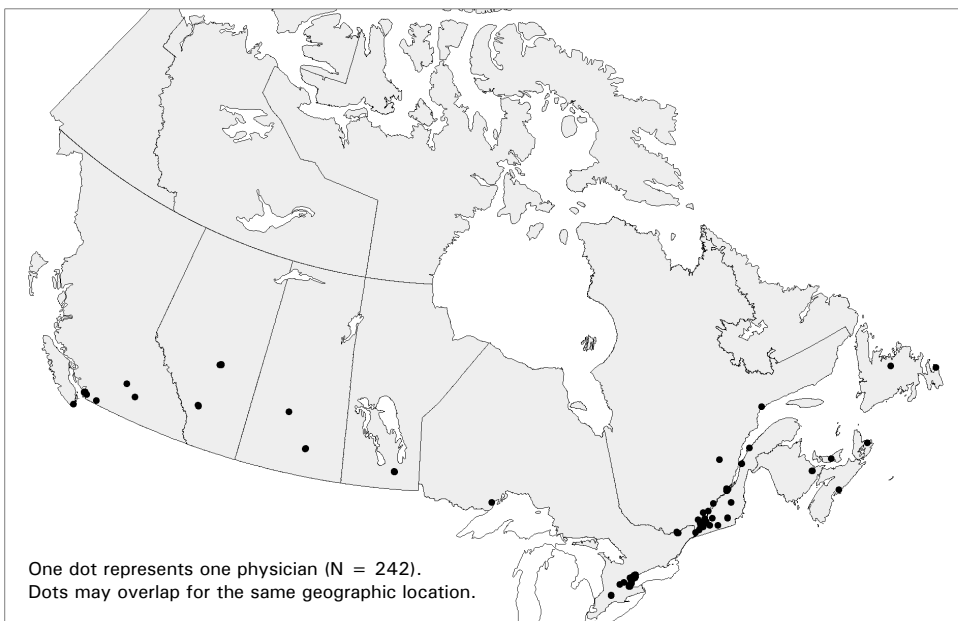 One dot represents one physician (N = 242).
Dots may overlap for the same geographic location.